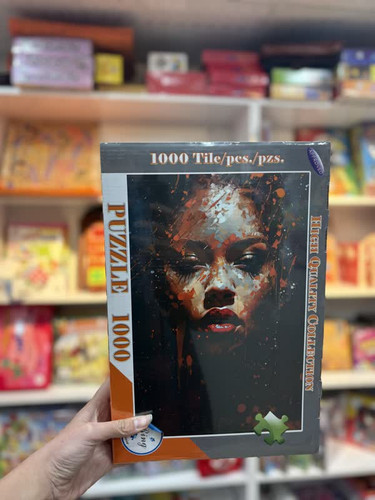 1000 Tile/pcs./pzs.
PUZZLE 1000
HIGH QUALITY COLLECTION